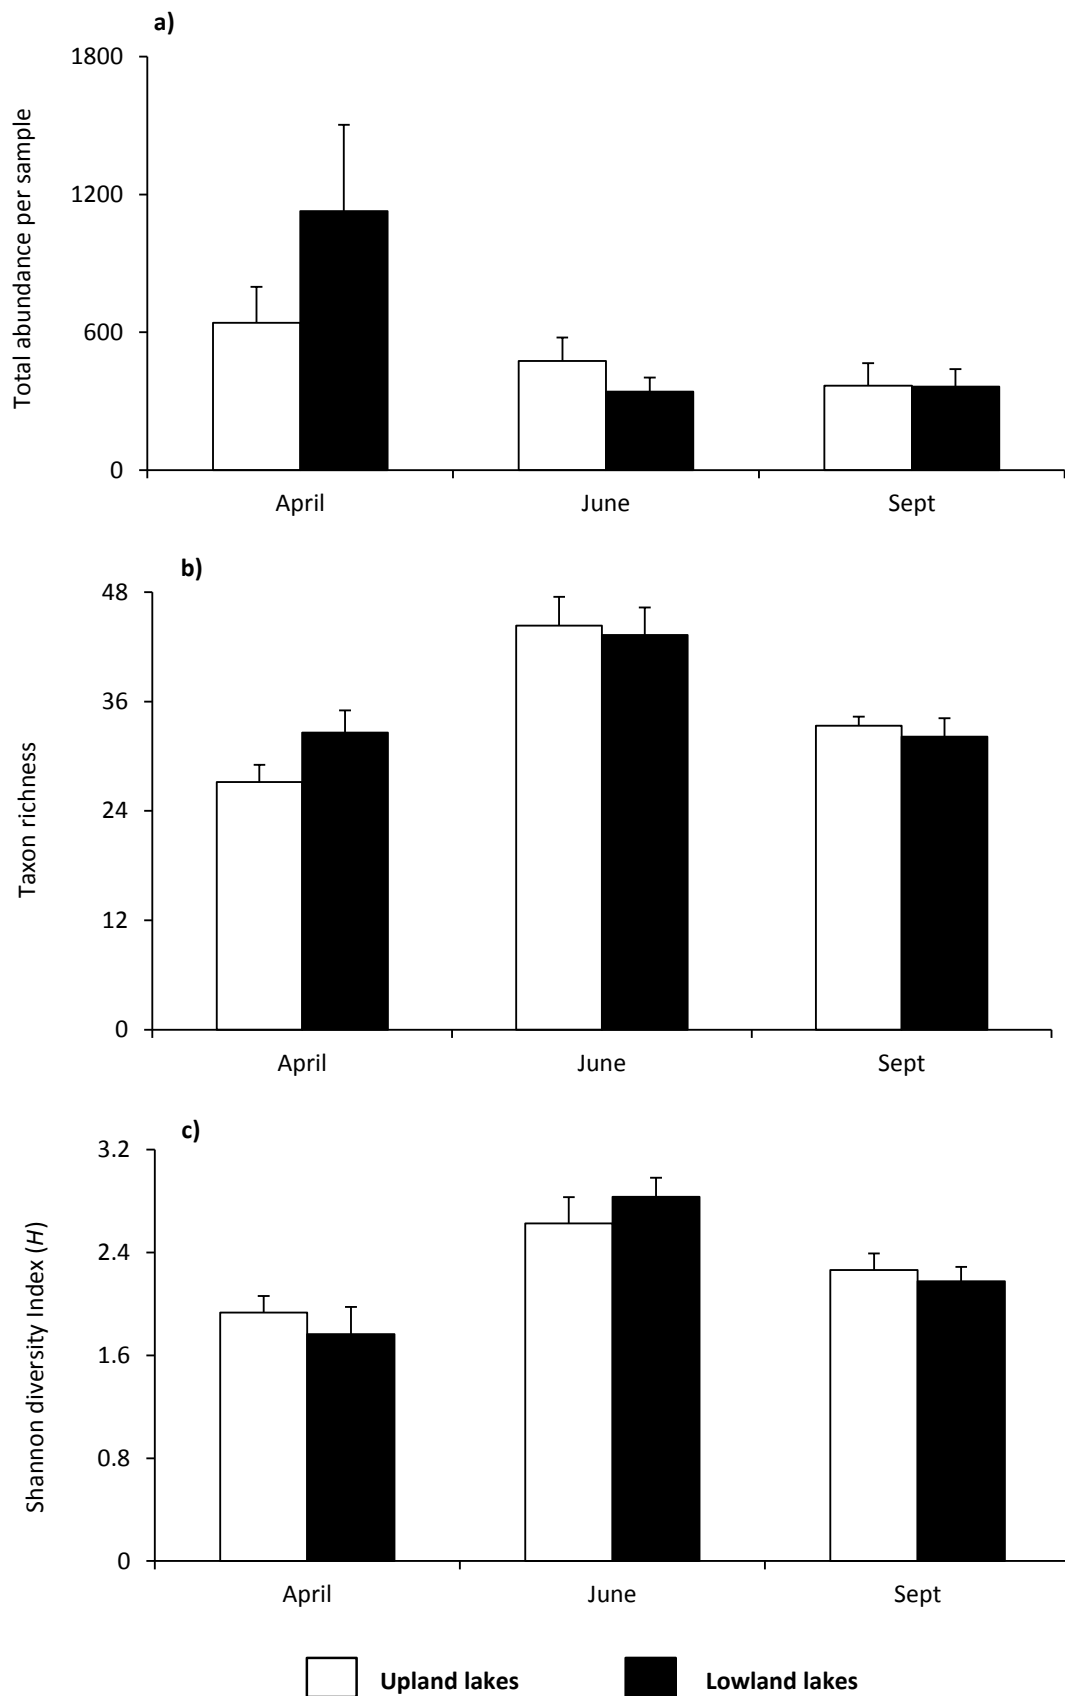 a)
Total abundance per sample
1800
1200
600
0
April June Sept
b)
Taxon richness
48
36
24
12
0
April June Sept
c)
Shannon diversity Index (H)
3.2
2.4
1.6
0.8
0
April June Sept
Upland lakes Lowland lakes